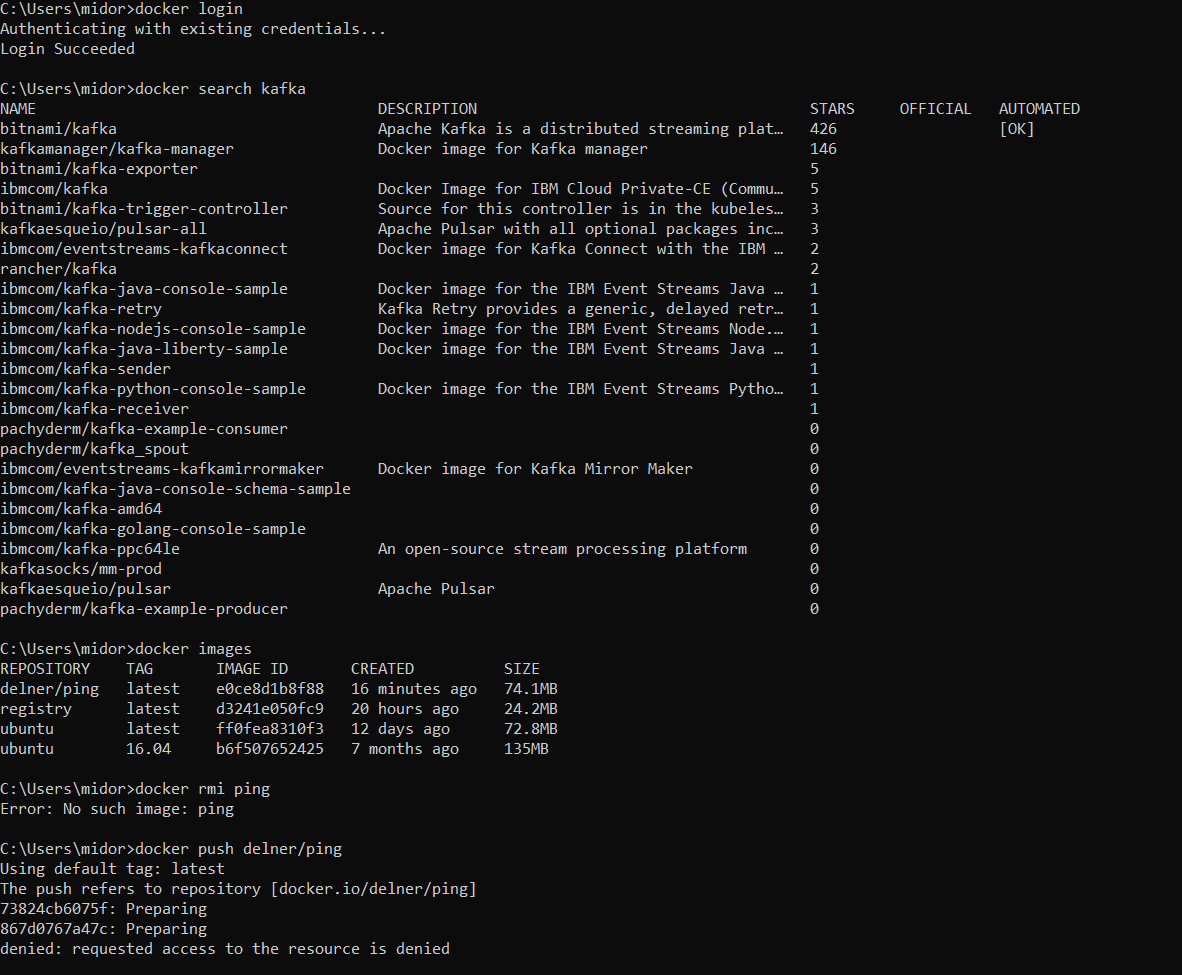 C:\Users\midor>docker login
Authenticating with existing credentials...
Login Succeeded
C:\Users\midor>docker search kafka
NAME DESCRIPTION STARS OFFICIAL AUTOMATED
bitnami/kafka Apache Kafka is a distributed streaming plat… 426 [OK]
kafkamanager/kafka-manager Docker image for Kafka manager 146
bitnami/kafka-exporter 5
ibmcom/kafka Docker Image for IBM Cloud Private-CE (Commu… 5
bitnami/kafka-trigger-controller Source for this controller is in the kubeles… 3
kafkaesqueio/pulsar-all Apache Pulsar with all optional packages inc… 3
ibmcom/eventstreams-kafkaconnect Docker image for Kafka Connect with the IBM … 2
rancher/kafka 2
ibmcom/kafka-java-console-sample Docker image for the IBM Event Streams Java … 1
ibmcom/kafka-retry Kafka Retry provides a generic, delayed retr… 1
ibmcom/kafka-nodejs-console-sample Docker image for the IBM Event Streams Node.… 1
ibmcom/kafka-java-liberty-sample Docker image for the IBM Event Streams Java … 1
ibmcom/kafka-sender 1
ibmcom/kafka-python-console-sample Docker image for the IBM Event Streams Pytho… 1
ibmcom/kafka-receiver 1
pachyderm/kafka-example-consumer 0
pachyderm/kafka_spout 0
ibmcom/eventstreams-kafkamirrormaker Docker image for Kafka Mirror Maker 0
ibmcom/kafka-java-console-schema-sample 0
ibmcom/kafka-amd64 0
ibmcom/kafka-golang-console-sample 0
ibmcom/kafka-ppc64le An open-source stream processing platform 0
kafkasocks/mm-prod 0
kafkaesqueio/pulsar Apache Pulsar 0
pachyderm/kafka-example-producer 0
C:\Users\midor>docker images
REPOSITORY TAG IMAGE ID CREATED SIZE
delner/ping latest e0ce8d1b8f88 16 minutes ago 74.1MB
registry latest d3241e050fc9 20 hours ago 24.2MB
ubuntu latest ff0fea8310f3 12 days ago 72.8MB
ubuntu 16.04 b6f507652425 7 months ago 135MB
C:\Users\midor>docker rmi ping
Error: No such image: ping
C:\Users\midor>docker push delner/ping
Using default tag: latest
The push refers to repository [docker.io/delner/ping]
73824cb6075f: Preparing
867d0767a47c: Preparing
denied: requested access to the resource is denied